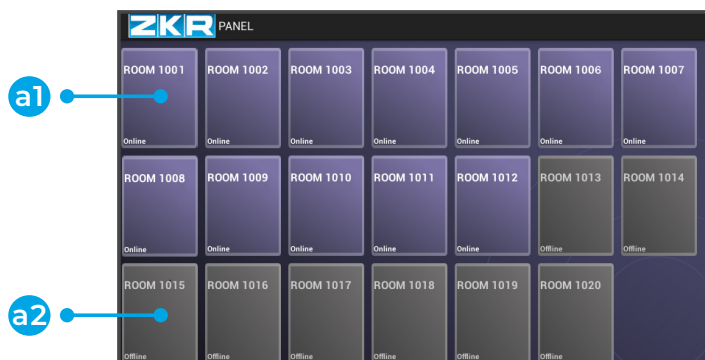 ZKR PANEL
ROOM 1001 ROOM 1002 ROOM 1003 ROOM 1004 ROOM 1005 ROOM 1006 ROOM 1007
a1
Online Online Online Online Online Online Online
ROOM 1008 ROOM 1009 ROOM 1010 ROOM 1011 ROOM 1012 ROOM 1013 ROOM 1014
Online Online Online Online Online Offline Offline
ROOM 1015 ROOM 1016 ROOM 1017 ROOM 1018 ROOM 1019 ROOM 1020
a2
Offline Offline Offline Offline Offline Offline